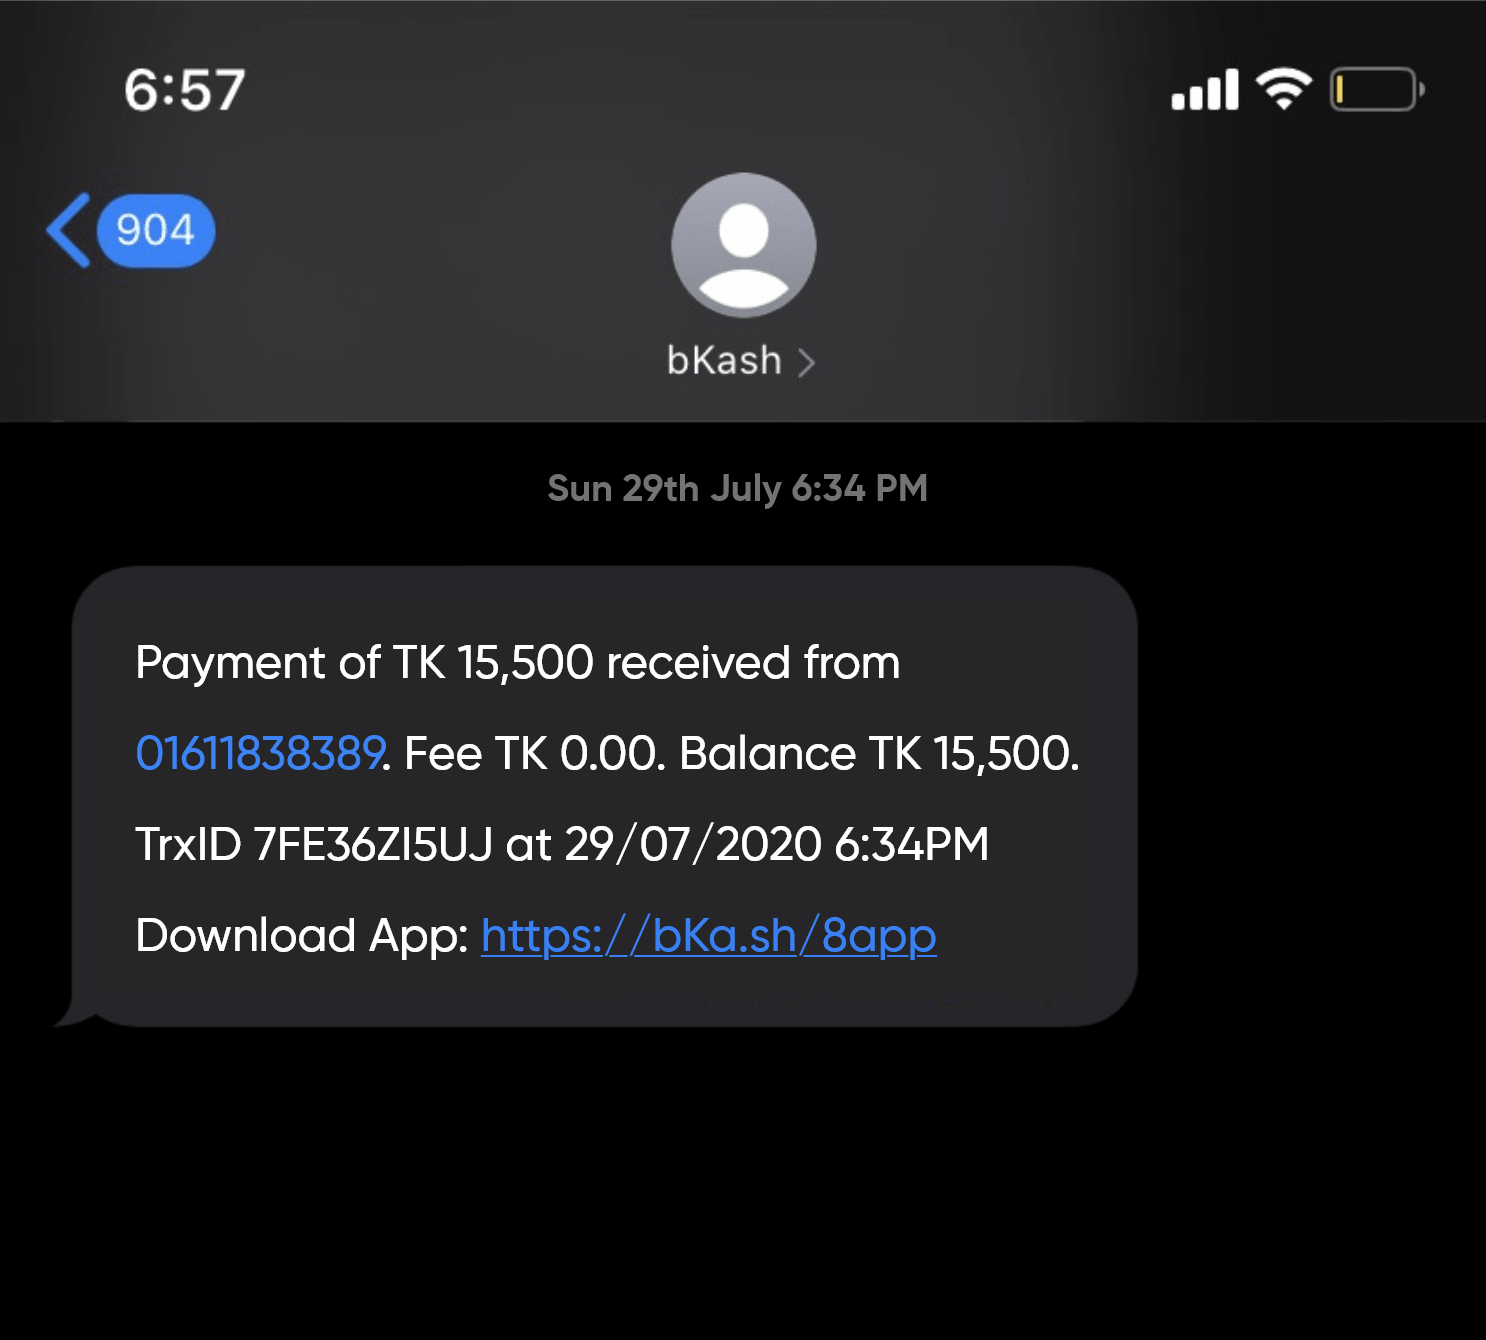 6:57
904
bKash
Sun 29th July 6:34 PM
Payment of TK 15,500 received from
01611838389. Fee TK 0.00. Balance TK 15,500.
TrxID 7FE36ZI5UJ at 29/07/2020 6:34PM
Download App: https://bKa.sh/8app